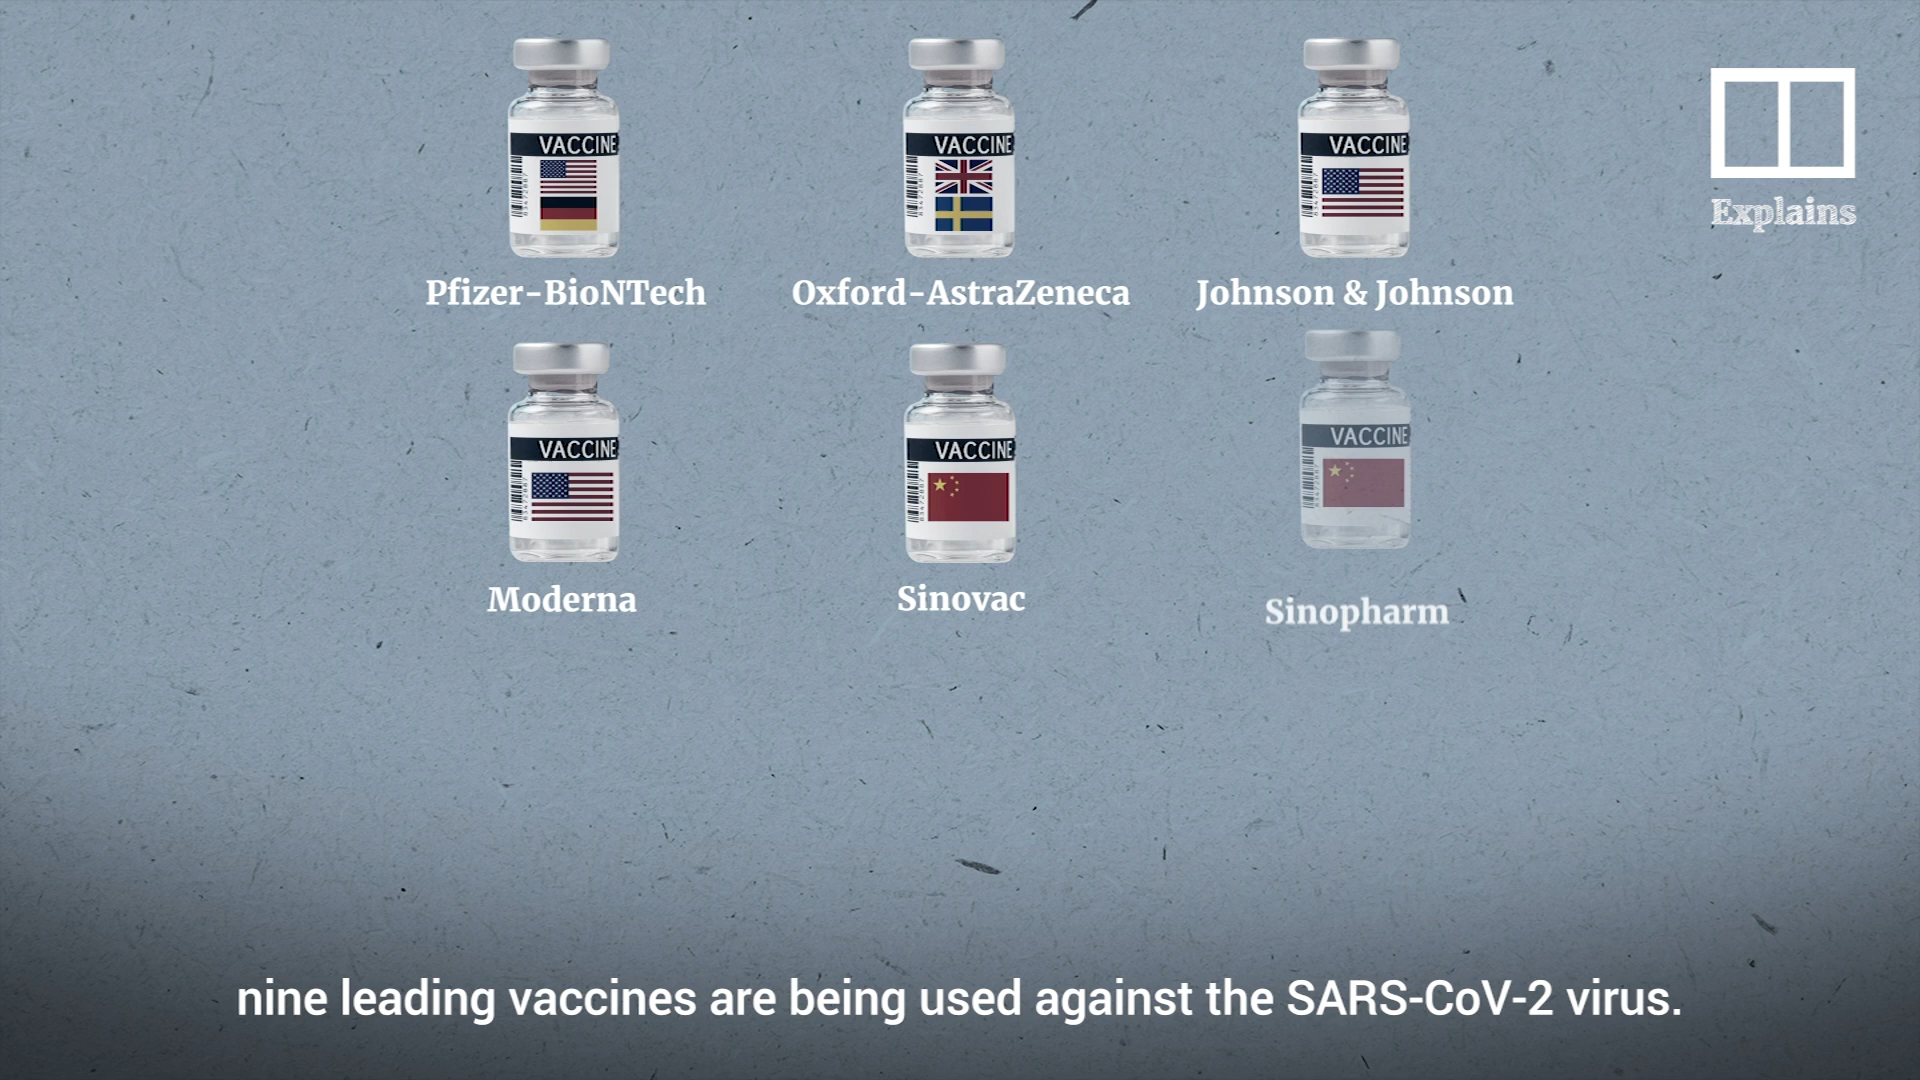 VACCINE
VACCINE
VACCINE
Explains
Pfizer-BioNTech
Oxford-AstraZeneca
Johnson & Johnson
VACCINE
VACCINE
VACCINE
Moderna
Sinovac
Sinopharm
nine leading vaccines are being used against the SARS-CoV-2 virus.